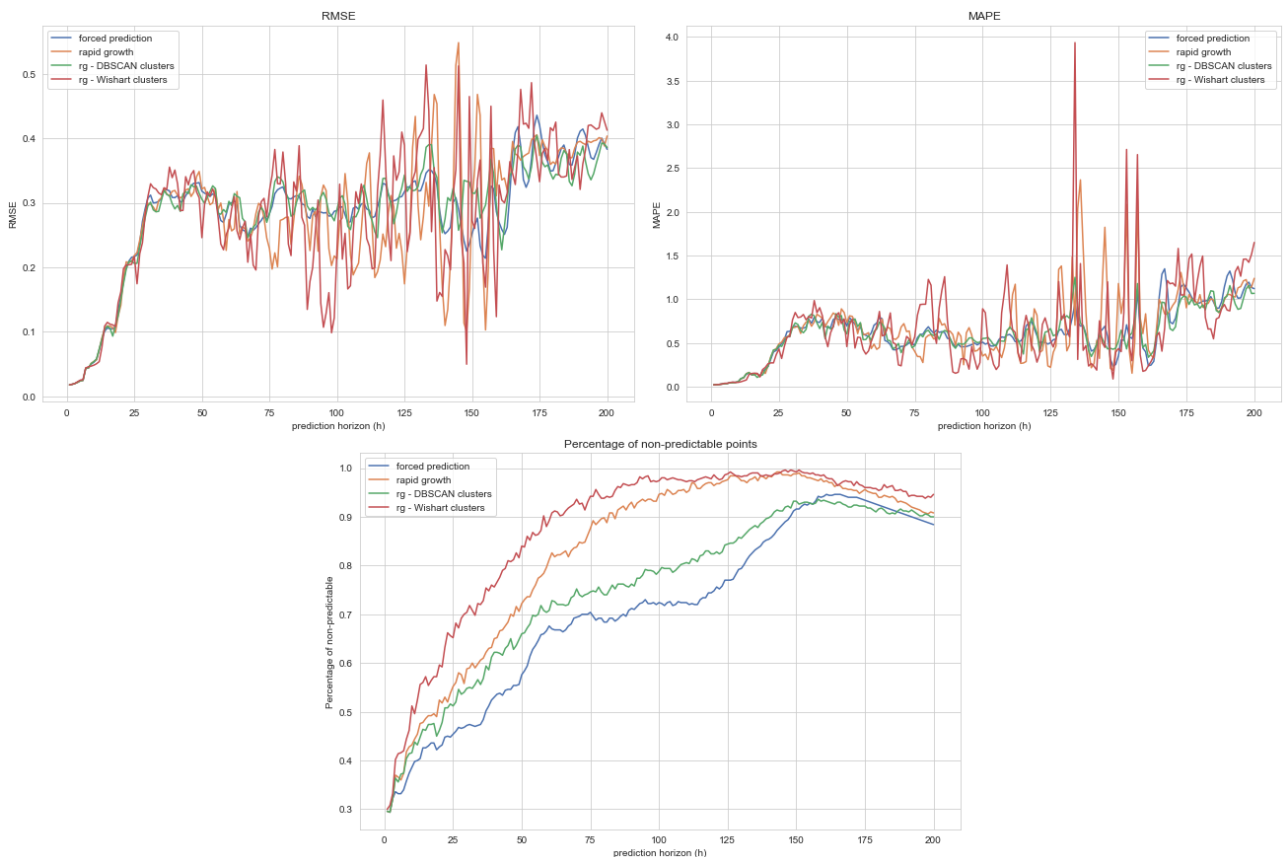 RMSE
forced prediction
rapid growth
rg - DBSCAN clusters
rg - Wishart clusters
RMSE
0.5
0.4
0.3
0.2
0.1
0.0
0
25
50
75
100
125
150
175
200
prediction horizon (h)
MAPE
forced prediction
rapid growth
rg - DBSCAN clusters
rg - Wishart clusters
MAPE
4.0
3.5
3.0
2.5
2.0
1.5
1.0
0.5
0.0
0
25
50
75
100
125
150
175
200
prediction horizon (h)
Percentage of non-predictable points
forced prediction
rapid growth
rg - DBSCAN clusters
rg - Wishart clusters
Percentage of non-predictable
1.0
0.9
0.8
0.7
0.6
0.5
0.4
0.3
0
25
50
75
100
125
150
175
200
prediction horizon (h)